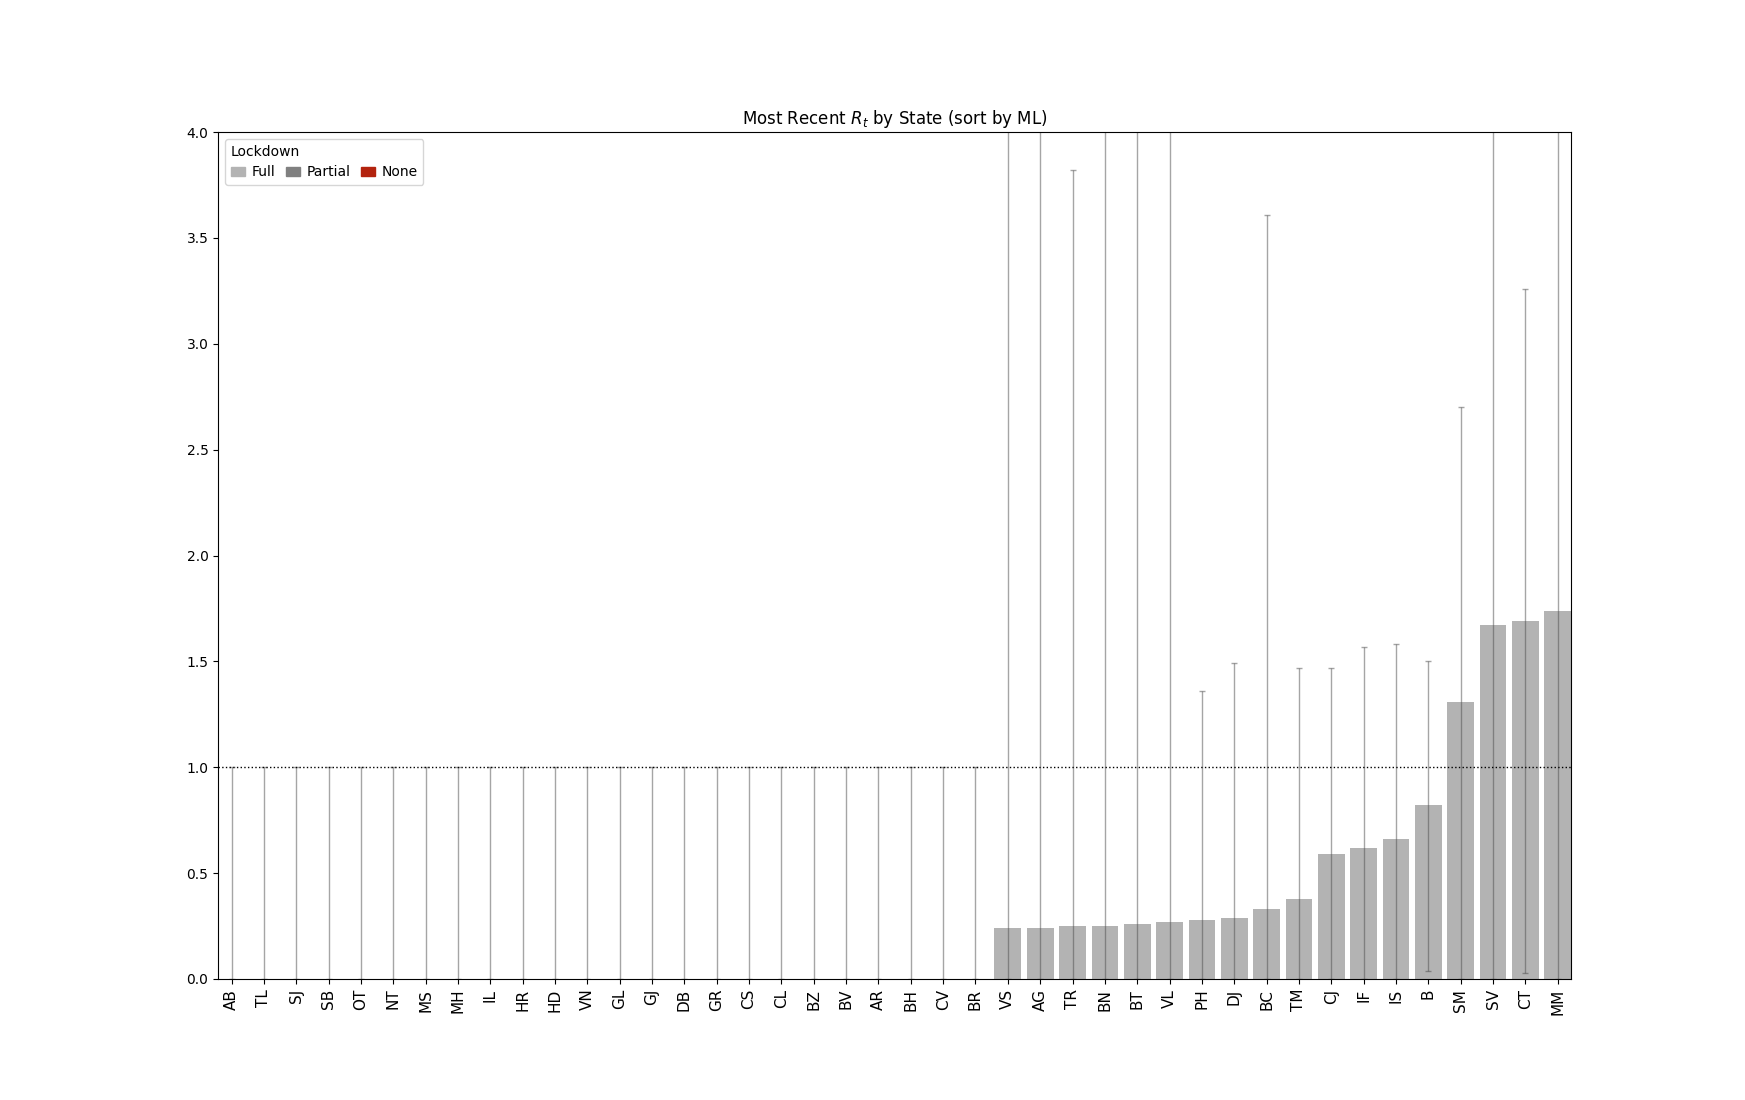 Most Recent Rt by State (sort by ML)
Lockdown
Full Partial None
4.0
3.5
3.0
2.5
2.0
1.5
1.0
0.5
0.0
AB TL SJ SB OT NT MS MH IL HR HD VN GL GJ DB GR CS CL BZ BV AR BH CV BR VS AG TR BN BT VL PH DJ BC TM CJ IF IS B SM SV CT MM